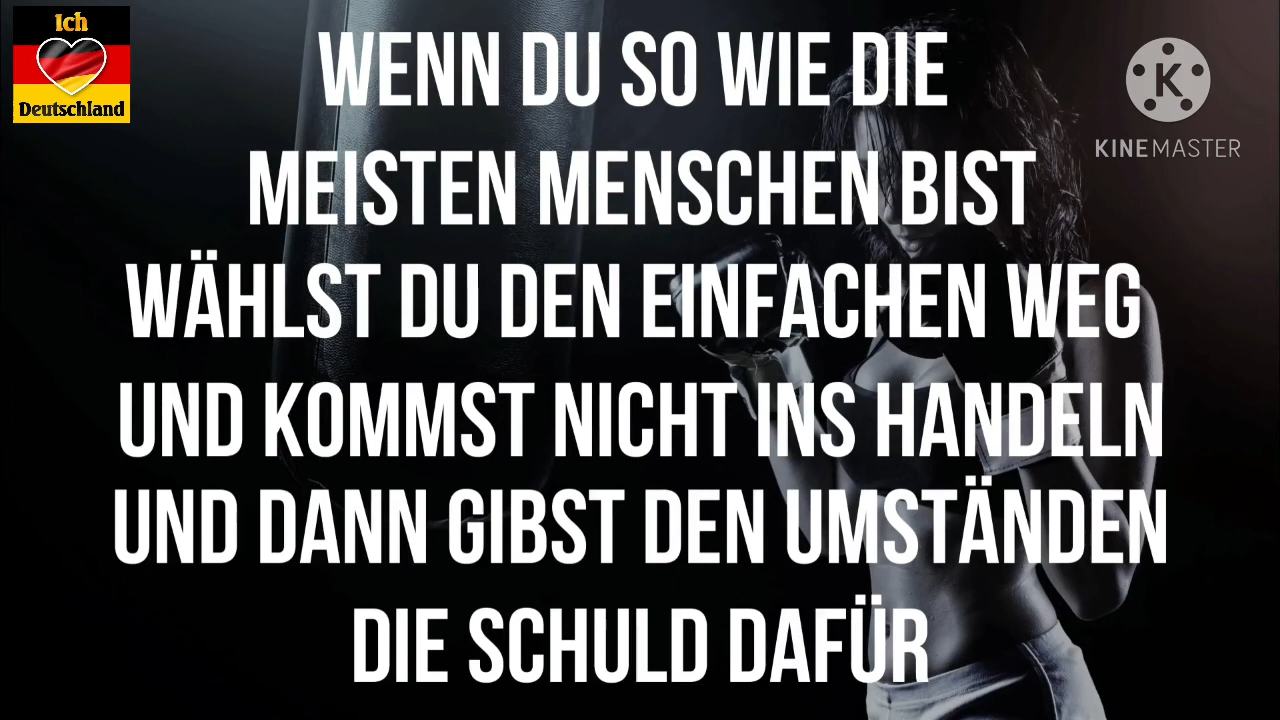 Ich
Deutschland
WENN DU SO WIE DIE
MEISTEN MENSCHEN BIST
WÄHLST DU DEN EINFACHEN WEG
UND KOMMST NICHT INS HANDELN
UND DANN GIBST DEN UMSTÄNDEN
DIE SCHULD DAFÜR
K
KINEMASTER